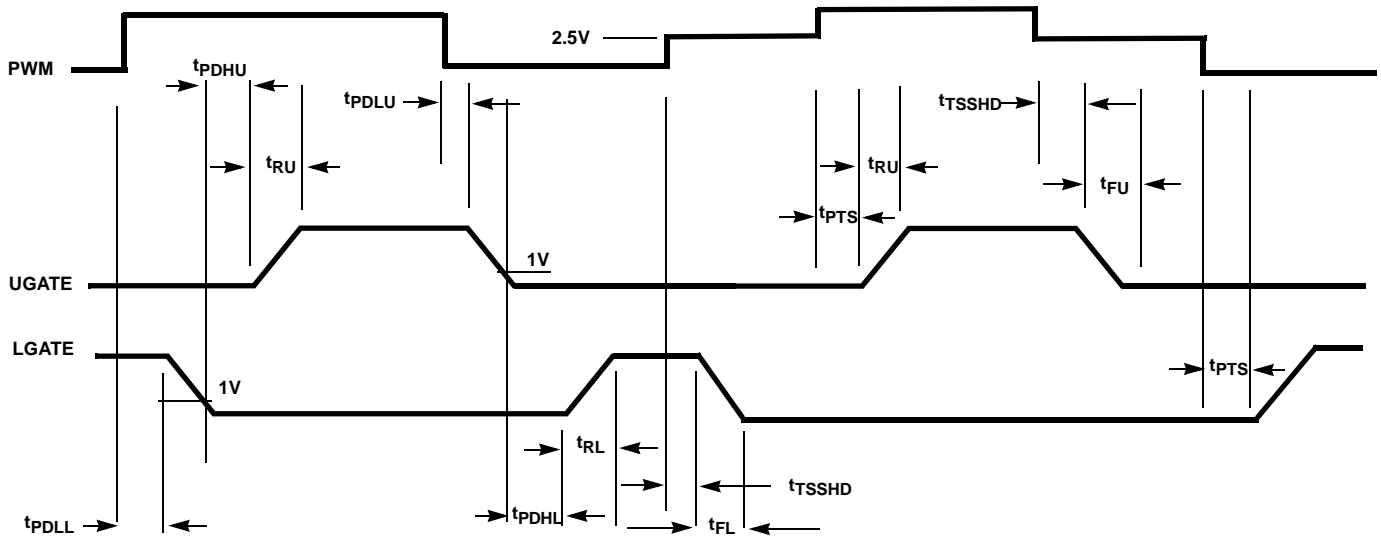 2.5V
PWM
tPDHU
tPDLU
tTSSHD
tRU
tRU
tFU
tPTS
1V
UGATE
LGATE
tPTS
1V
tRL
tTSSHD
tPDLL
tPDHL
tFL